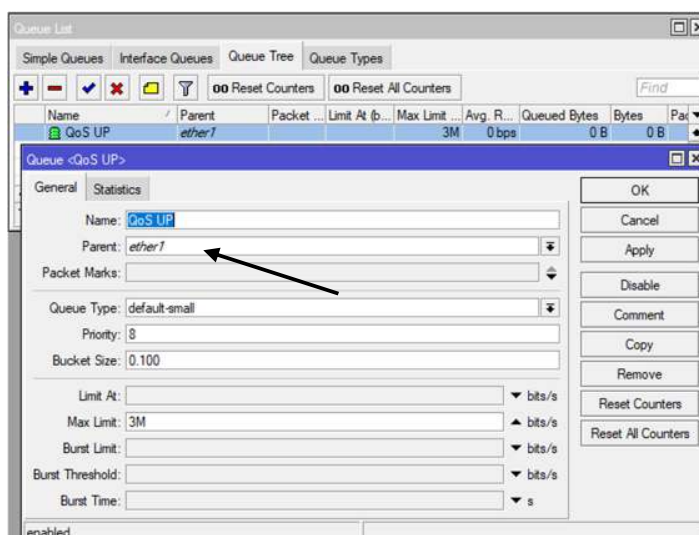 Queue List
Simple Queues Interface Queues Queue Tree Queue Types
00 Reset Counters 00 Reset All Counters Find
Name / Parent Packet ... Limit At (b... Max Limit ... Avg. R... Queued Bytes Bytes Pac
QoS UP ether1 3M 0 bps 0 B 0 B
Queue <QoS UP>
General Statistics
OK
Name: QoS UP
Cancel
Parent: ether1
Apply
Packet Marks:
Disable
Queue Type: default-small
Comment
Priority: 8
Copy
Bucket Size: 0.100
Remove
Limit At: bits/s
Reset Counters
Max Limit: 3M bits/s
Reset All Counters
Burst Limit: bits/s
Burst Threshold: bits/s
Burst Time: s
enabled